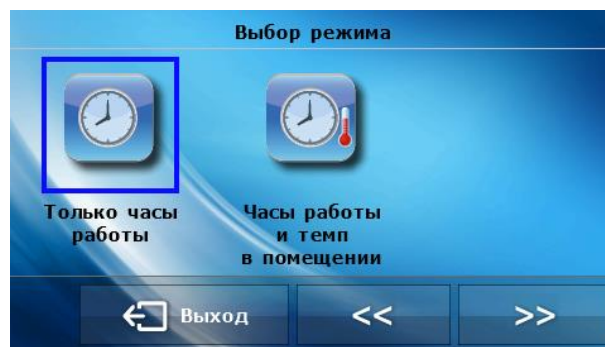 Выбор режима
Только часы
работы
Часы работы
и темп
в помещении
Выход
<<
>>